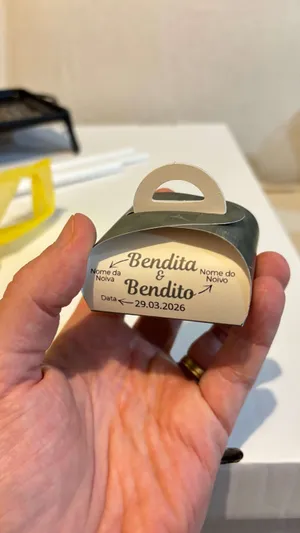 Bendita
&
Bendito
Nome da
Noiva
Nome do
Noivo
Data
29.03.2026